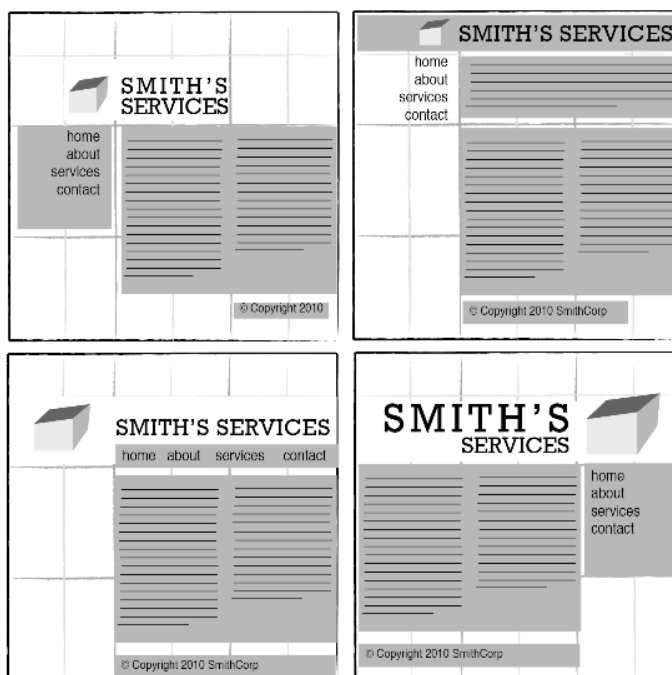 SMITH'S
SERVICES
home
about
services
contact
© Copyright 2010
SMITH'S SERVICES
home
about
services
contact
© Copyright 2010 SmithCorp
SMITH'S SERVICES
home about services contact
© Copyright 2010 SmithCorp
SMITH'S
SERVICES
home
about
services
contact
© Copyright 2010 SmithCorp